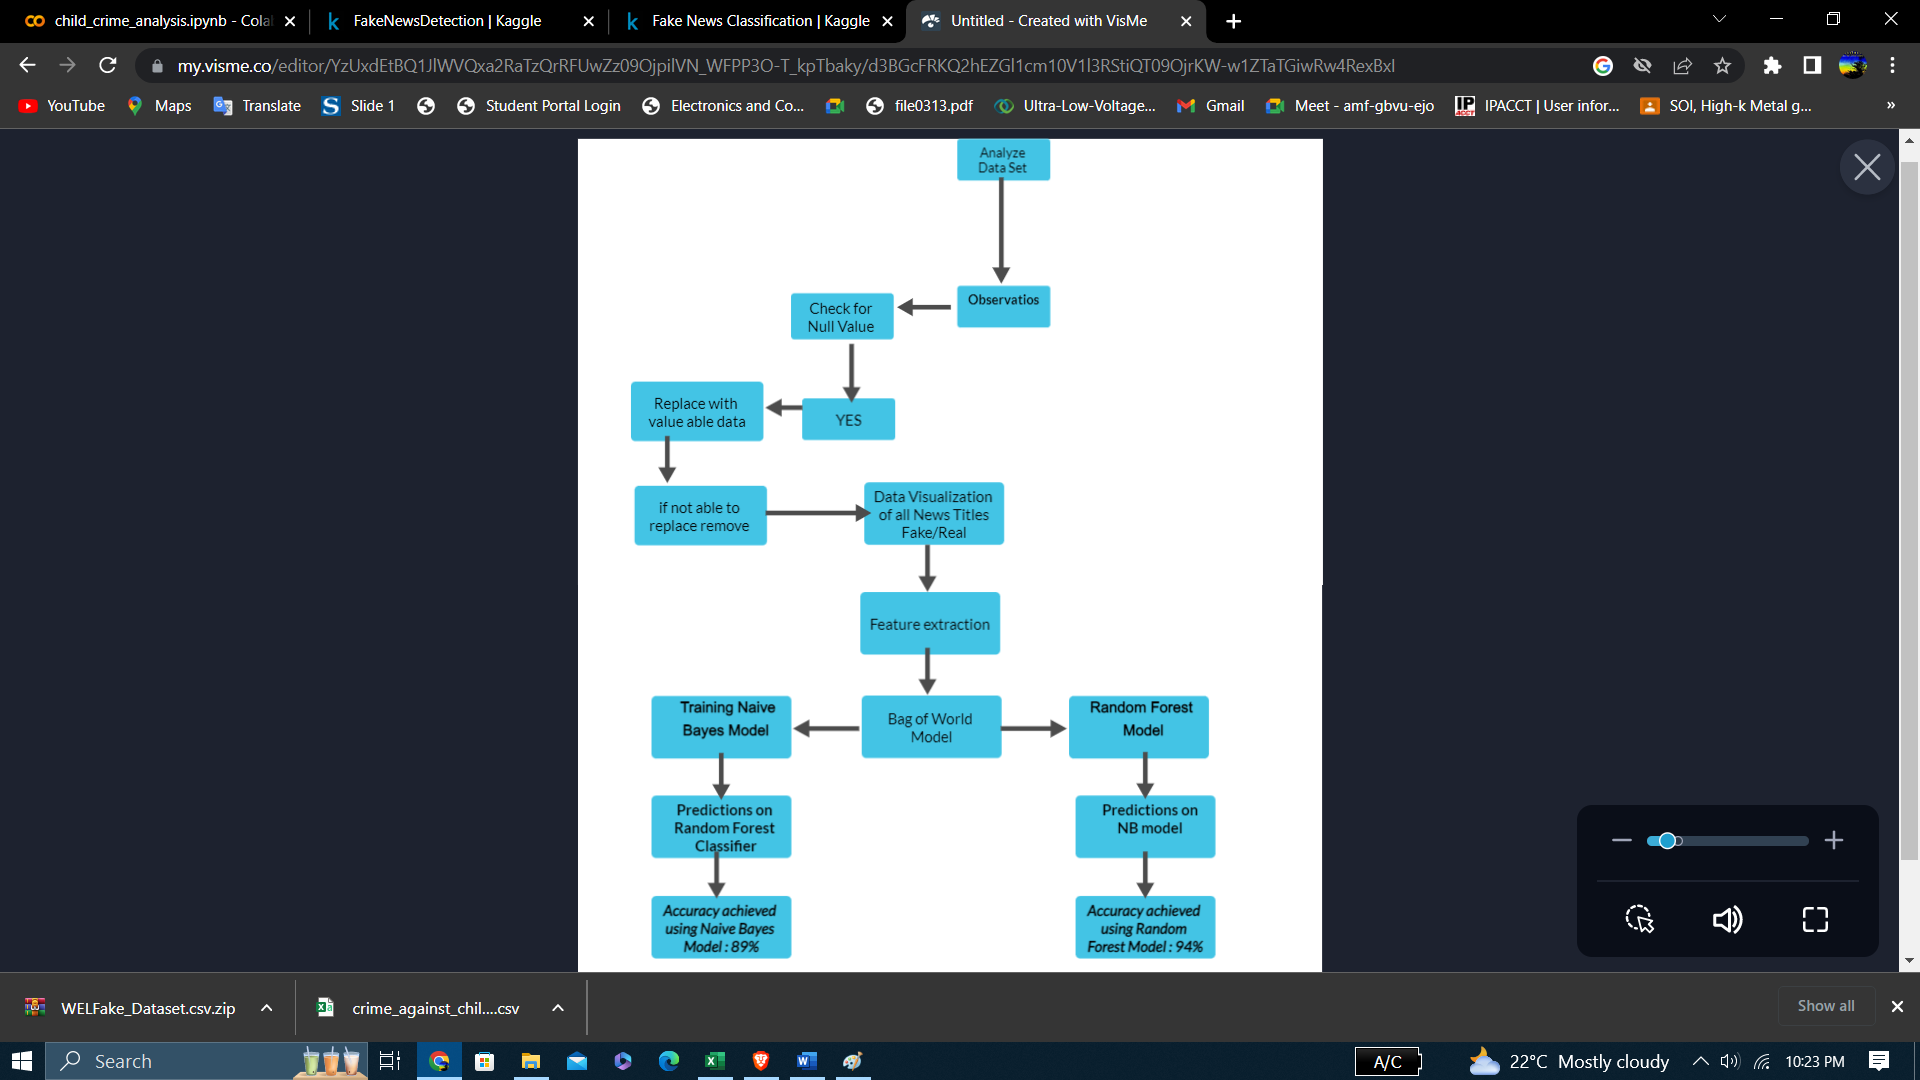 child_crime_analysis.ipynb - Cola
FakeNewsDetection | Kaggle
Fake News Classification | Kaggle
Untitled - Created with VisMe
my.visme.co/editor/YzUxdEtBQ1JlWVQxa2RaTzQrRFUwZz09OjpilVN_WFPP3O-T_kpTbaky/d3BGcFRKQ2hEZGl1cm10V1l3RStiQT09OjrKW-w1ZTaTGiwRw4RexBxI
YouTube
Maps
Translate
Slide 1
Student Portal Login
Electronics and Co...
file0313.pdf
Ultra-Low-Voltage...
Gmail
Meet - amf-gbvu-ejo
IPACCT | User infor...
SOI, High-k Metal g...
»
Analyze
Data Set
Observatios
Check for
Null Value
Replace with
value able data
YES
if not able to
replace remove
Data Visualization
of all News Titles
Fake/Real
Feature extraction
Training Naive
Bayes Model
Bag of World
Model
Random Forest
Model
Predictions on
Random Forest
Classifier
Predictions on
NB model
Accuracy achieved
using Naive Bayes
Model : 89%
Accuracy achieved
using Random
Forest Model : 94%
WELFake_Dataset.csv.zip
crime_against_chil....csv
Show all
Search
A/C
22°C Mostly cloudy
10:23 PM